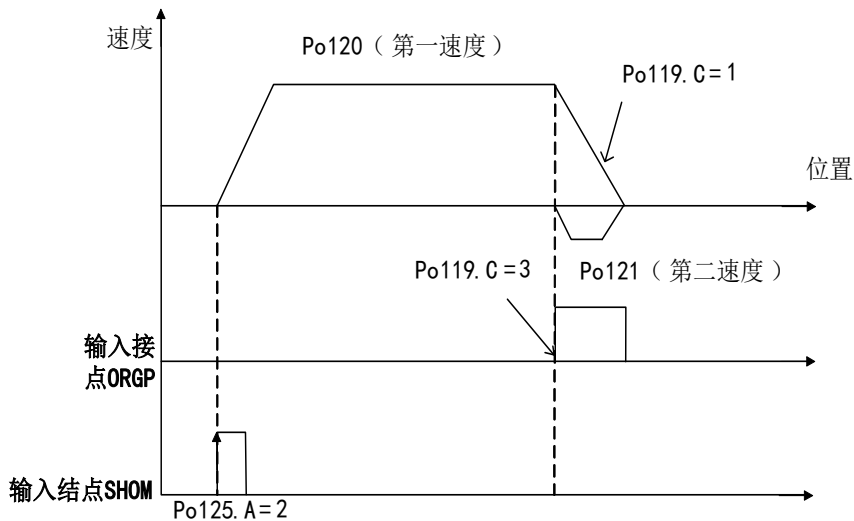 速度
Po120（第一速度）
Po119.C=1
位置
Po119.C=3
Po121（第二速度）
输入接
点ORGP
输入结点SHOM
Po125.A=2